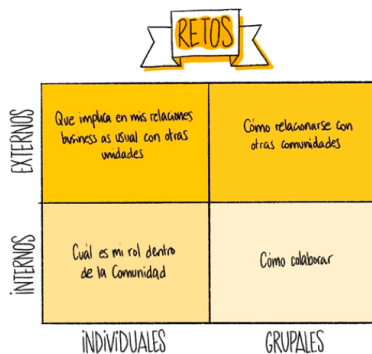 RETOS
EXTERNOS
Que implica en mis relaciones
business as usual con otras
unidades
Cómo relacionarse con
otras comunidades
INTERNOS
Cuál es mi rol dentro
de la Comunidad
Cómo colaborar
INDIVIDUALES
GRUPALES